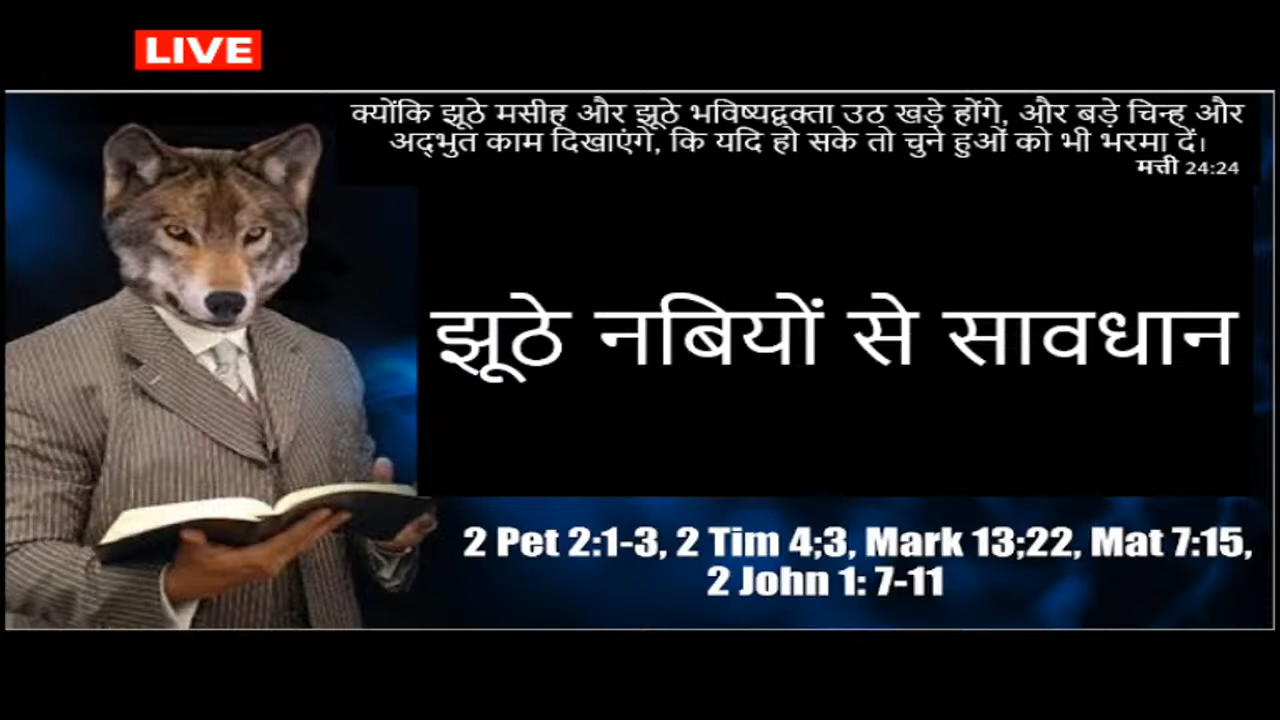 LIVE
क्योंकि झूठे मसीह और झूठे भविष्यद्वक्ता उठ खड़े होंगे, और बड़े चिन्ह और
अद्भुत काम दिखाएंगे, कि यदि हो सके तो चुने हुओं को भी भरमा दें।
मत्ती 24:24
झूठे नबियों से सावधान
2 Pet 2:1-3, 2 Tim 4;3, Mark 13;22, Mat 7:15,
2 John 1: 7-11